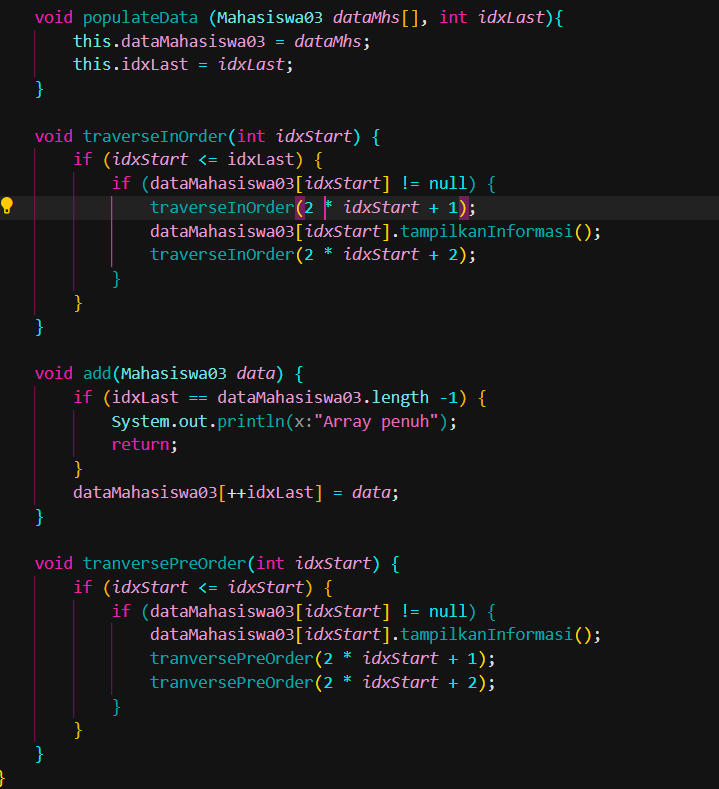 void populateData (Mahasiswa03 dataMhs[], int idxLast){
this.dataMahasiswa03 = dataMhs;
this.idxLast = idxLast;
}
void traverseInOrder(int idxStart) {
if (idxStart <= idxLast) {
if (dataMahasiswa03[idxStart] != null) {
traverseInOrder(2 * idxStart + 1);
dataMahasiswa03[idxStart].tampilkanInformasi();
traverseInOrder(2 * idxStart + 2);
}
}
}
void add(Mahasiswa03 data) {
if (idxLast == dataMahasiswa03.length -1) {
System.out.println(x:"Array penuh");
return;
}
dataMahasiswa03[++idxLast] = data;
}
void tranversePreOrder(int idxStart) {
if (idxStart <= idxStart) {
if (dataMahasiswa03[idxStart] != null) {
dataMahasiswa03[idxStart].tampilkanInformasi();
tranversePreOrder(2 * idxStart + 1);
tranversePreOrder(2 * idxStart + 2);
}
}
}
}